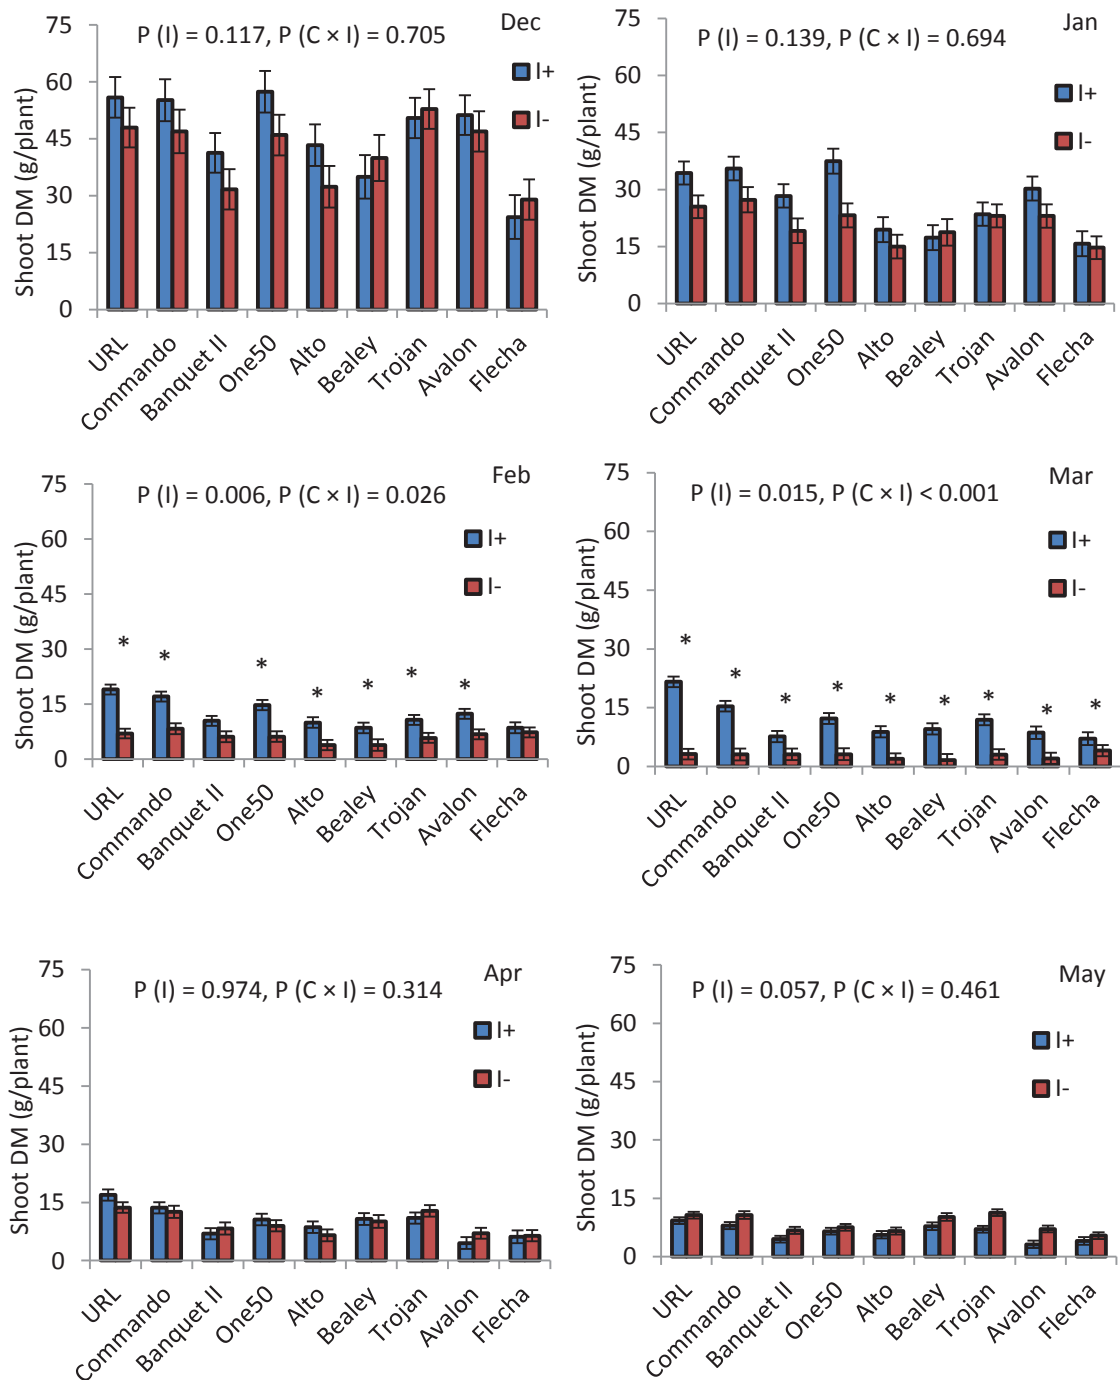 Dec
P (I) = 0.117, P (C × I) = 0.705
I+
I-
Shoot DM (g/plant)
75
60
45
30
15
0
URL
Commando
Banquet II
One50
Alto
Bealey
Trojan
Avalon
Flecha
Jan
P (I) = 0.139, P (C × I) = 0.694
I+
I-
Shoot DM (g/plant)
75
60
45
30
15
0
URL
Commando
Banquet II
One50
Alto
Bealey
Trojan
Avalon
Flecha
Feb
P (I) = 0.006, P (C × I) = 0.026
I+
I-
Shoot DM (g/plant)
75
60
45
30
15
0
* * * * * * *
URL
Commando
Banquet II
One50
Alto
Bealey
Trojan
Avalon
Flecha
Mar
P (I) = 0.015, P (C × I) < 0.001
I+
I-
Shoot DM (g/plant)
75
60
45
30
15
0
* * * * * * * * *
URL
Commando
Banquet II
One50
Alto
Bealey
Trojan
Avalon
Flecha
Apr
P (I) = 0.974, P (C × I) = 0.314
I+
I-
Shoot DM (g/plant)
75
60
45
30
15
0
URL
Commando
Banquet II
One50
Alto
Bealey
Trojan
Avalon
Flecha
May
P (I) = 0.057, P (C × I) = 0.461
I+
I-
Shoot DM (g/plant)
75
60
45
30
15
0
URL
Commando
Banquet II
One50
Alto
Bealey
Trojan
Avalon
Flecha